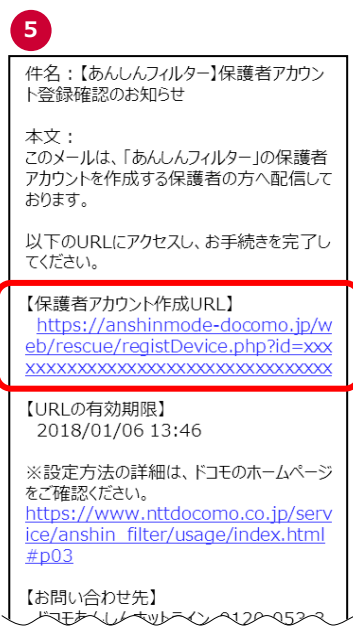 5
件名：【あんしんフィルター】保護者アカウン
ト登録確認のお知らせ
本文：
このメールは、「あんしんフィルター」の保護者
アカウントを作成する保護者の方へ配信して
おります。
以下のURLにアクセスし、お手続きを完了し
てください。
【保護者アカウント作成URL】
https://anshinmode-docomo.jp/w
eb/rescue/registDevice.php?id=xxx
xxxxxxxxxxxxxxxxxxxxxxxxxxxxx
【URLの有効期限】
2018/01/06 13:46
※設定方法の詳細は、ドコモのホームページ
をご確認ください。
https://www.nttdocomo.co.jp/serv
ice/anshin_filter/usage/index.html
#p03
【お問い合わせ先】